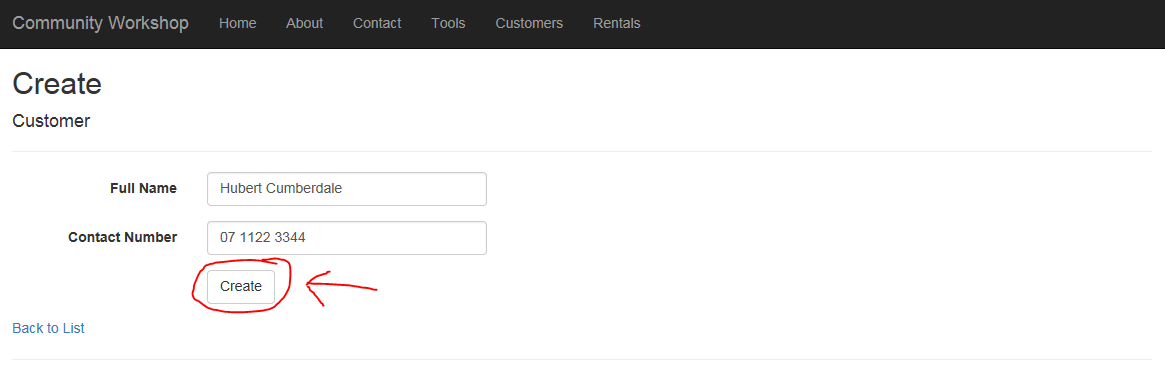 Community Workshop Home About Contact Tools Customers Rentals
Create
Customer
Full Name Hubert Cumberdale
Contact Number 07 1122 3344
Create
Back to List